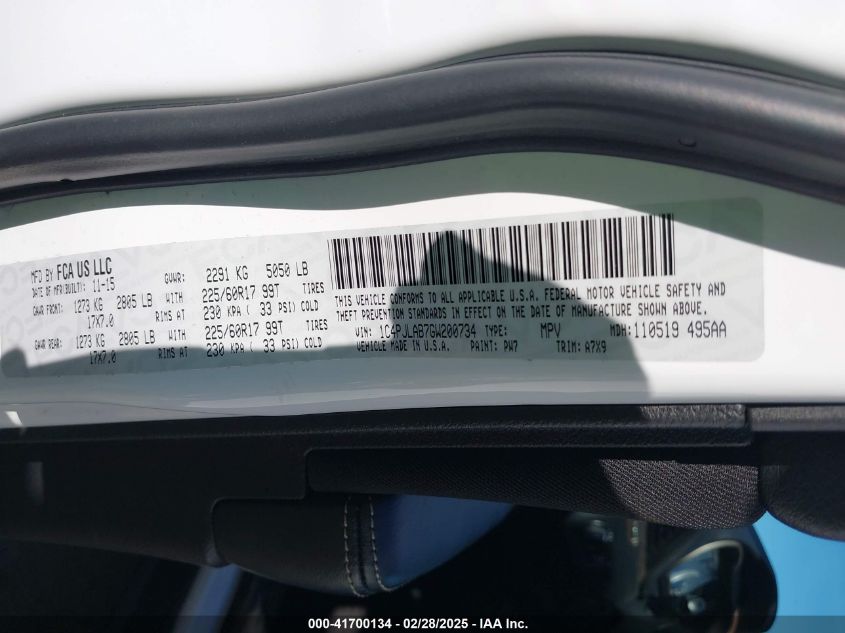 MFD BY FCA US LLC
DATE OF MFR/BUILT: 11-15 GVWR: 2291 KG 5050 LB
GAWR FRONT: 1273 KG 2805 LB WITH 225/60R17 99T TIRES
17X7.0 RIMS AT 230 KPA ( 33 PSI) COLD
GAWR REAR: 1273 KG 2805 LB WITH 225/60R17 99T TIRES
17X7.0 RIMS AT 230 KPA ( 33 PSI) COLD
THIS VEHICLE CONFORMS TO ALL APPLICABLE U.S.A. FEDERAL MOTOR VEHICLE SAFETY AND
THEFT PREVENTION STANDARDS IN EFFECT ON THE DATE OF MANUFACTURE SHOWN ABOVE.
VIN: 1C4PJLAB7GW200734 TYPE: MPV MDH: 110519 495AA
VEHICLE MADE IN U.S.A. PAINT: PW7 TRIM: A7X9
000-41700134 - 02/28/2025 - IAA Inc.